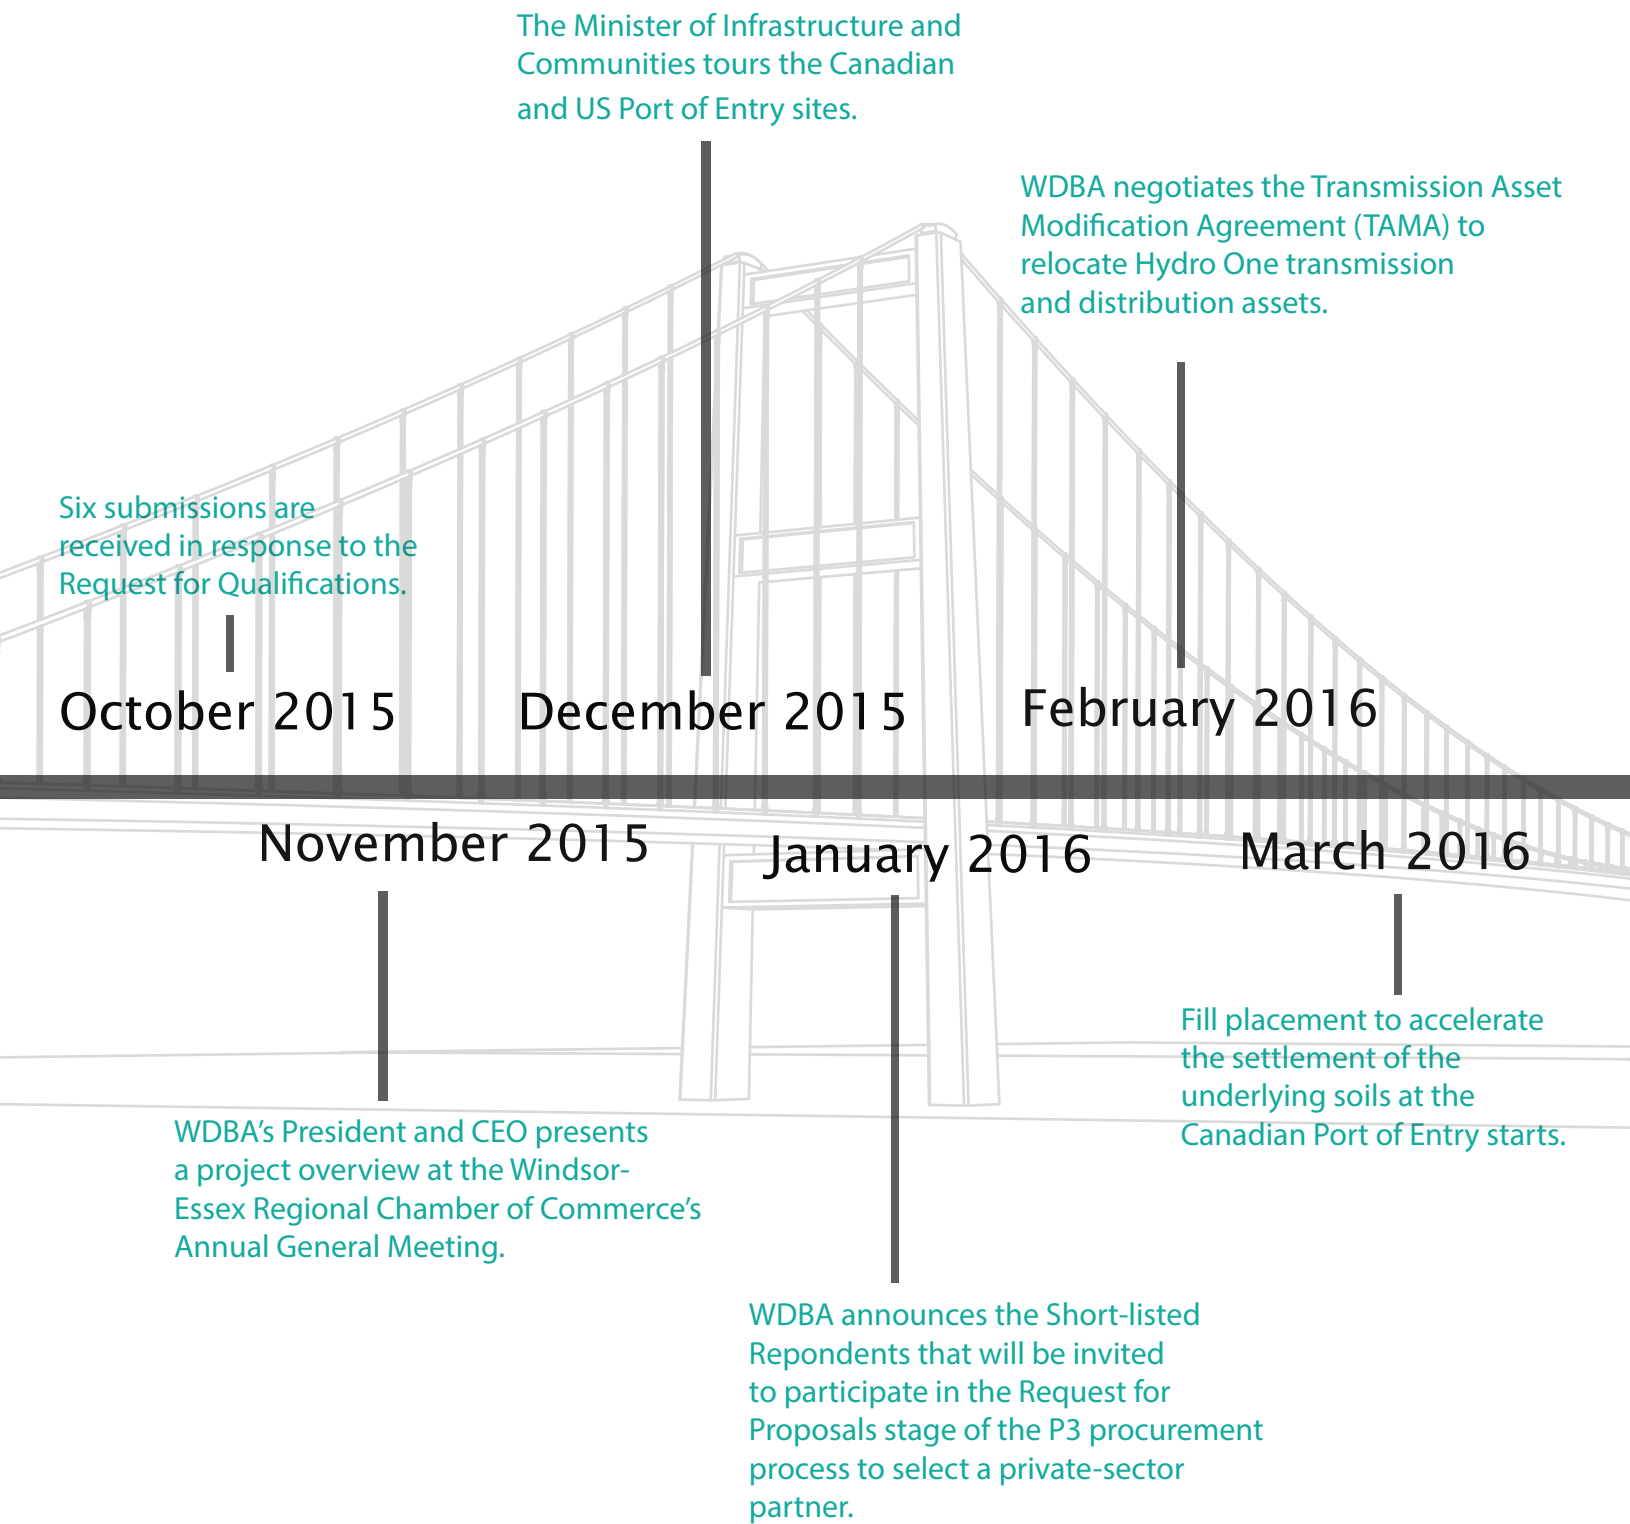 The Minister of Infrastructure and
Communities tours the Canadian
and US Port of Entry sites.
WDBA negotiates the Transmission Asset
Modification Agreement (TAMA) to
relocate Hydro One transmission
and distribution assets.
Six submissions are
received in response to the
Request for Qualifications.
October 2015
December 2015
February 2016
November 2015
January 2016
March 2016
Fill placement to accelerate
the settlement of the
underlying soils at the
Canadian Port of Entry starts.
WDBA's President and CEO presents
a project overview at the Windsor-
Essex Regional Chamber of Commerce's
Annual General Meeting.
WDBA announces the Short-listed
Repondents that will be invited
to participate in the Request for
Proposals stage of the P3 procurement
process to select a private-sector
partner.